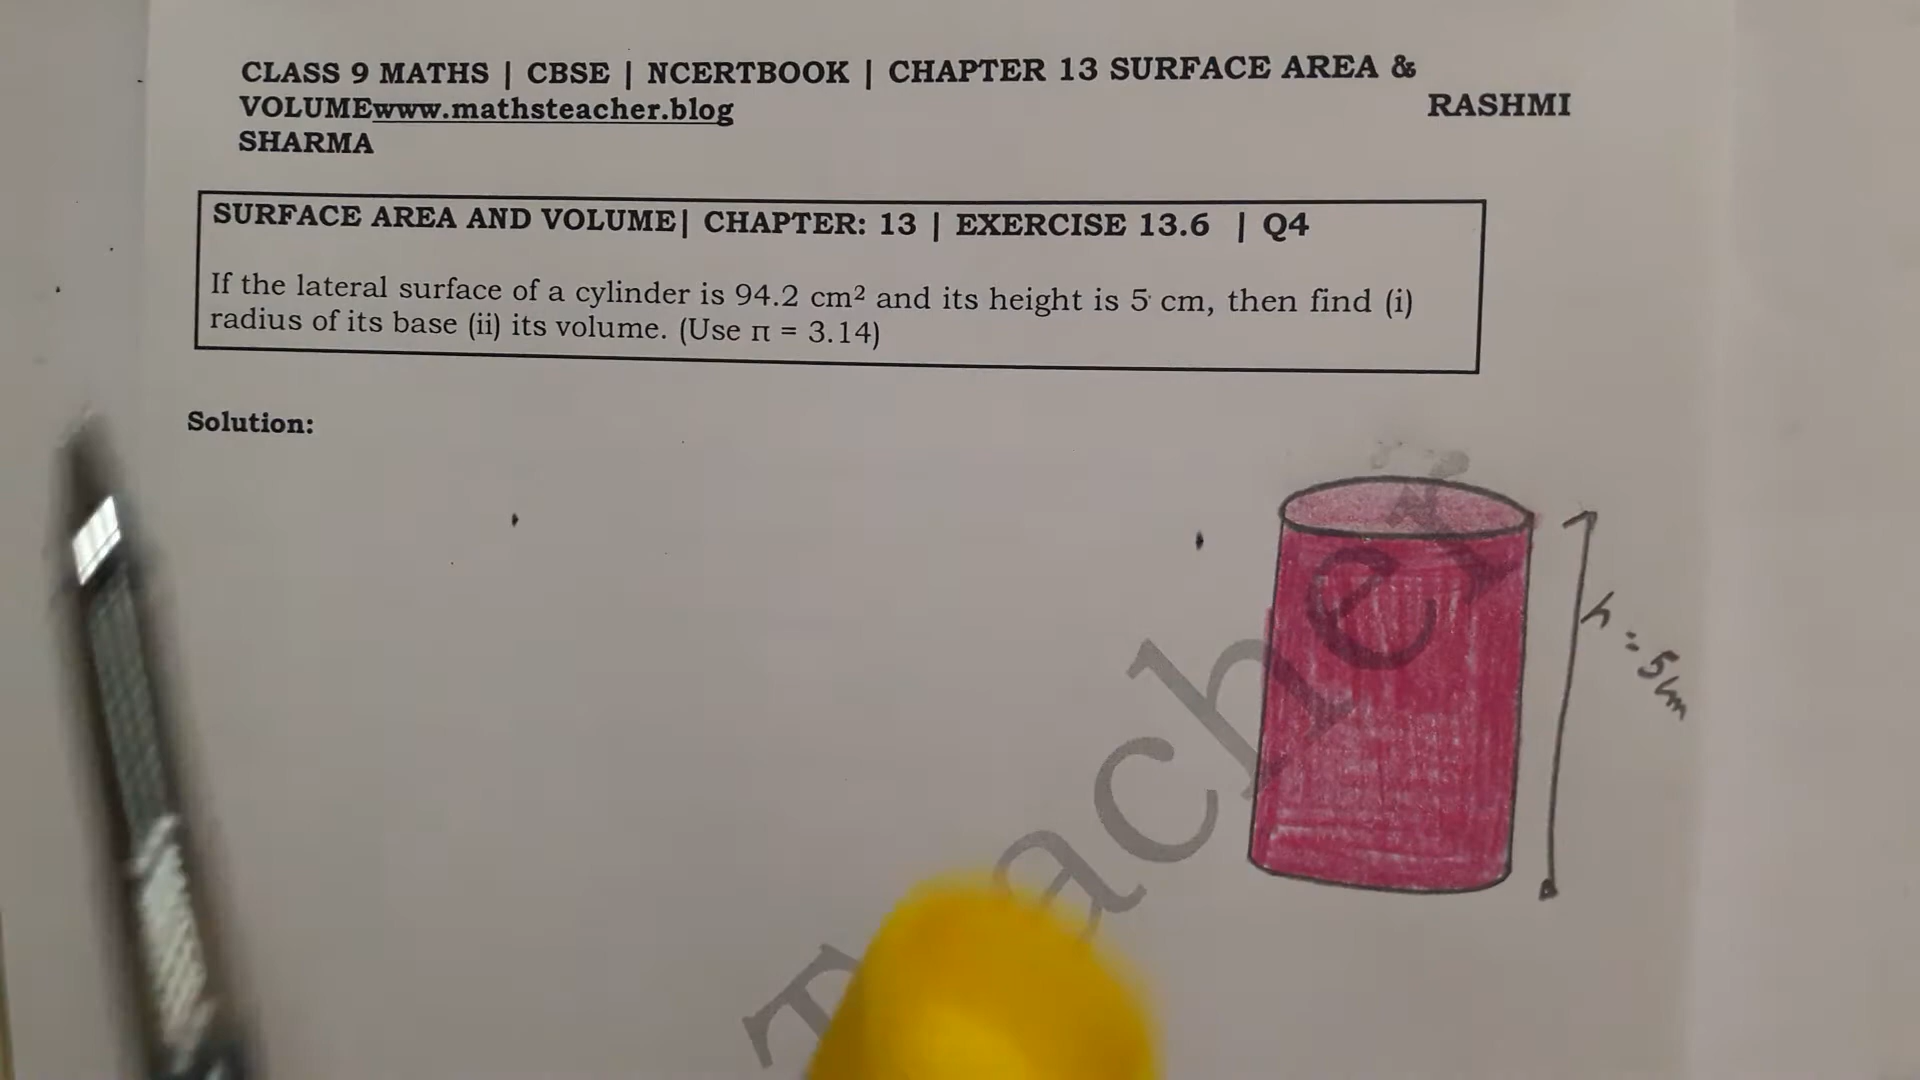 CLASS 9 MATHS | CBSE | NCERTBOOK | CHAPTER 13 SURFACE AREA &
VOLUMEwww.mathsteacher.blog RASHMI
SHARMA
SURFACE AREA AND VOLUME| CHAPTER: 13 | EXERCISE 13.6 | Q4
If the lateral surface of a cylinder is 94.2 cm² and its height is 5 cm, then find (i)
radius of its base (ii) its volume. (Use π = 3.14)
Solution:
h = 5cm
Teacher